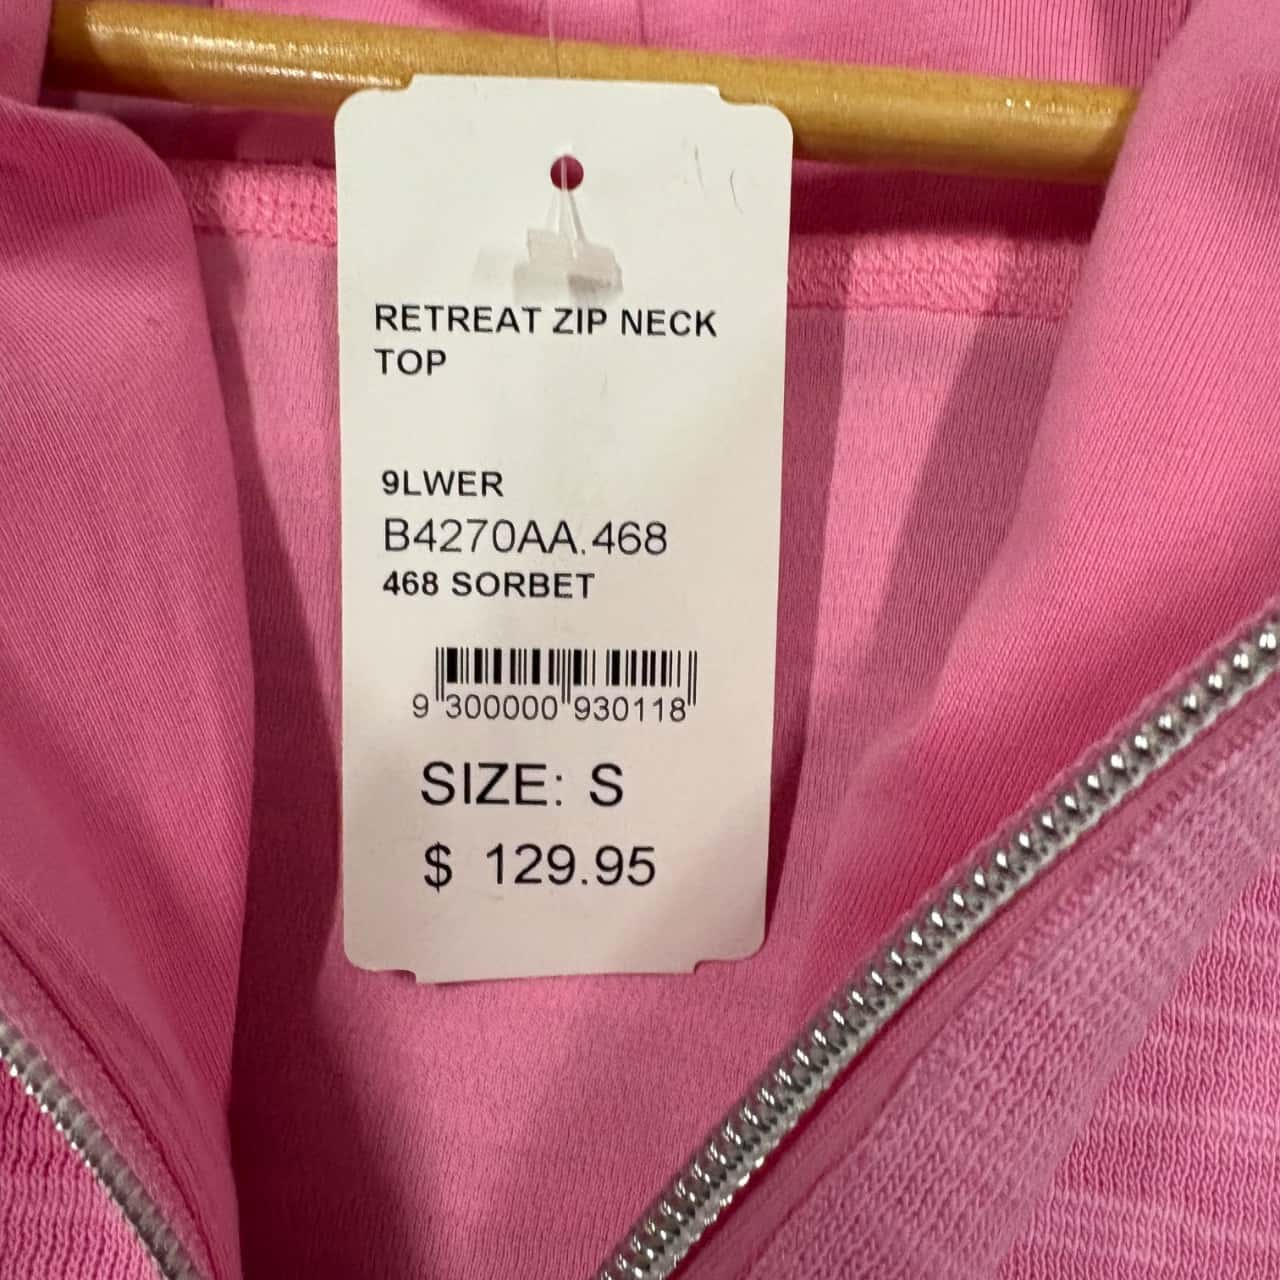 RETREAT ZIP NECK
TOP
9LWER
B4270AA.468
468 SORBET
9 300000 930118
SIZE: S
$ 129.95